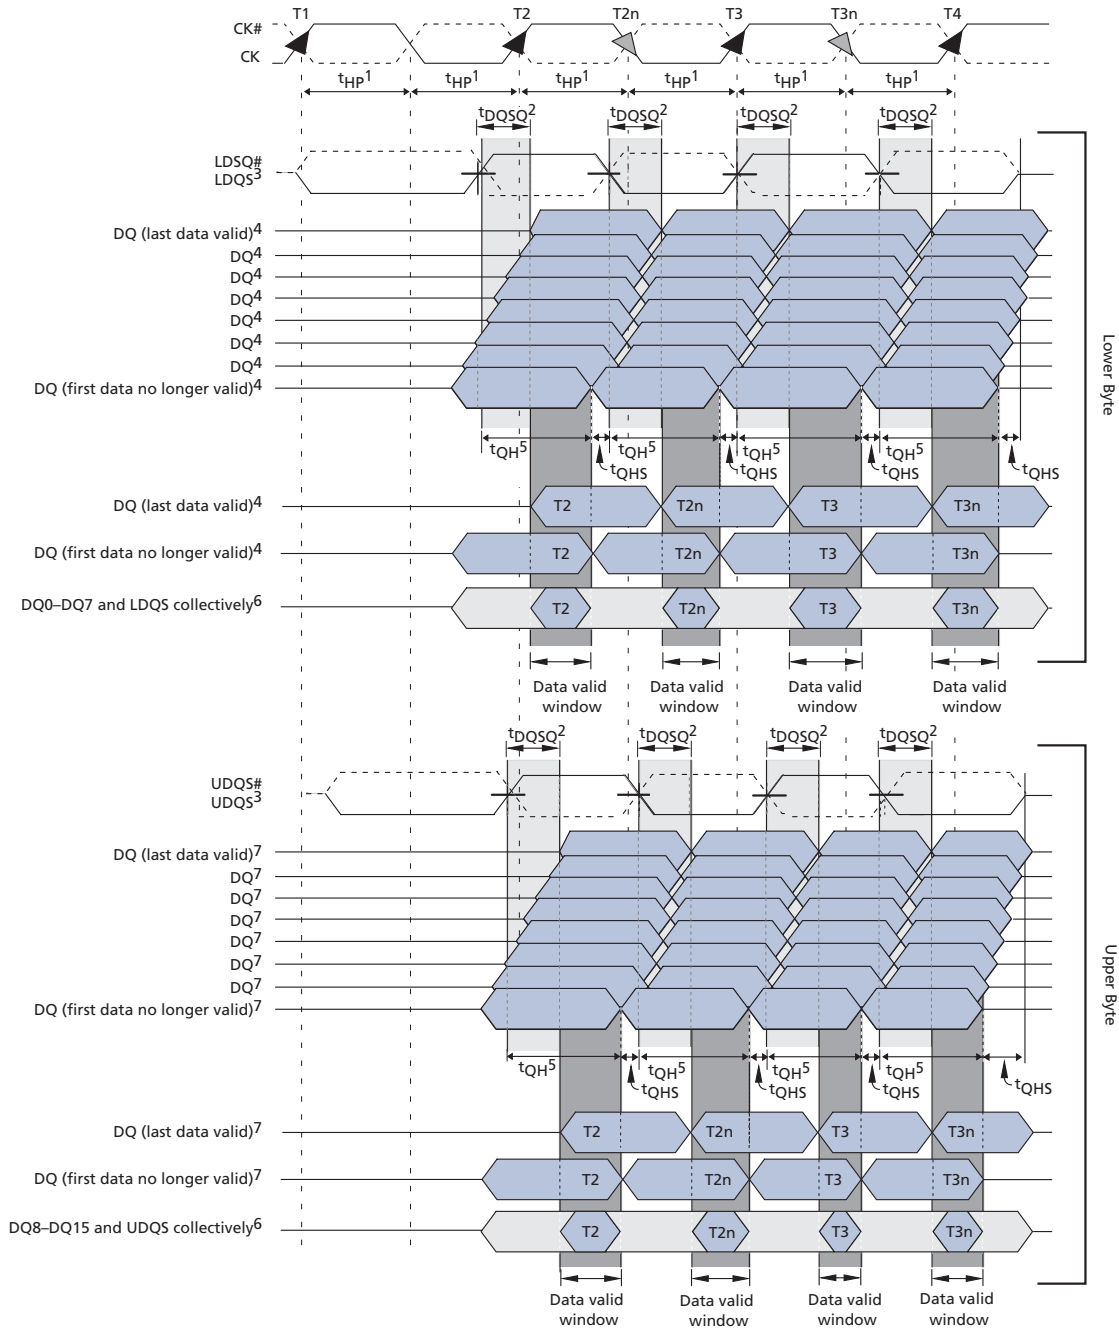 T1 T2 T2n T3 T3n T4
CK#
CK
tHP1 tHP1 tHP1 tHP1 tHP1 tHP1
tDQSQ2 tDQSQ2 tDQSQ2 tDQSQ2
LDSQ#
LDQS3
DQ (last data valid)4
DQ4
DQ4
DQ4
DQ4
DQ4
DQ4
DQ (first data no longer valid)4
tQH5 tQH5 tQH5 tQH5
tQHS tQHS tQHS tQHS
DQ (last data valid)4 T2 T2n T3 T3n
DQ (first data no longer valid)4 T2 T2n T3 T3n
DQ0–DQ7 and LDQS collectively6 T2 T2n T3 T3n
Data valid window Data valid window Data valid window Data valid window
Lower Byte
tDQSQ2 tDQSQ2 tDQSQ2 tDQSQ2
UDQS#
UDQS3
DQ (last data valid)7
DQ7
DQ7
DQ7
DQ7
DQ7
DQ7
DQ (first data no longer valid)7
tQH5 tQH5 tQH5 tQH5
tQHS tQHS tQHS tQHS
DQ (last data valid)7 T2 T2n T3 T3n
DQ (first data no longer valid)7 T2 T2n T3 T3n
DQ8–DQ15 and UDQS collectively6 T2 T2n T3 T3n
Data valid window Data valid window Data valid window Data valid window
Upper Byte